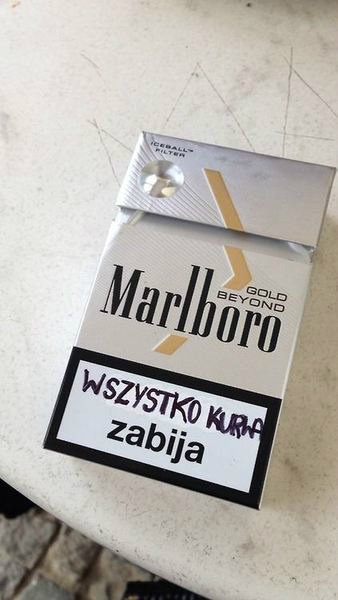 ICEBALL™
FILTER
Marlboro
GOLD
BEYOND
WSZYSTKO KURWA
zabija